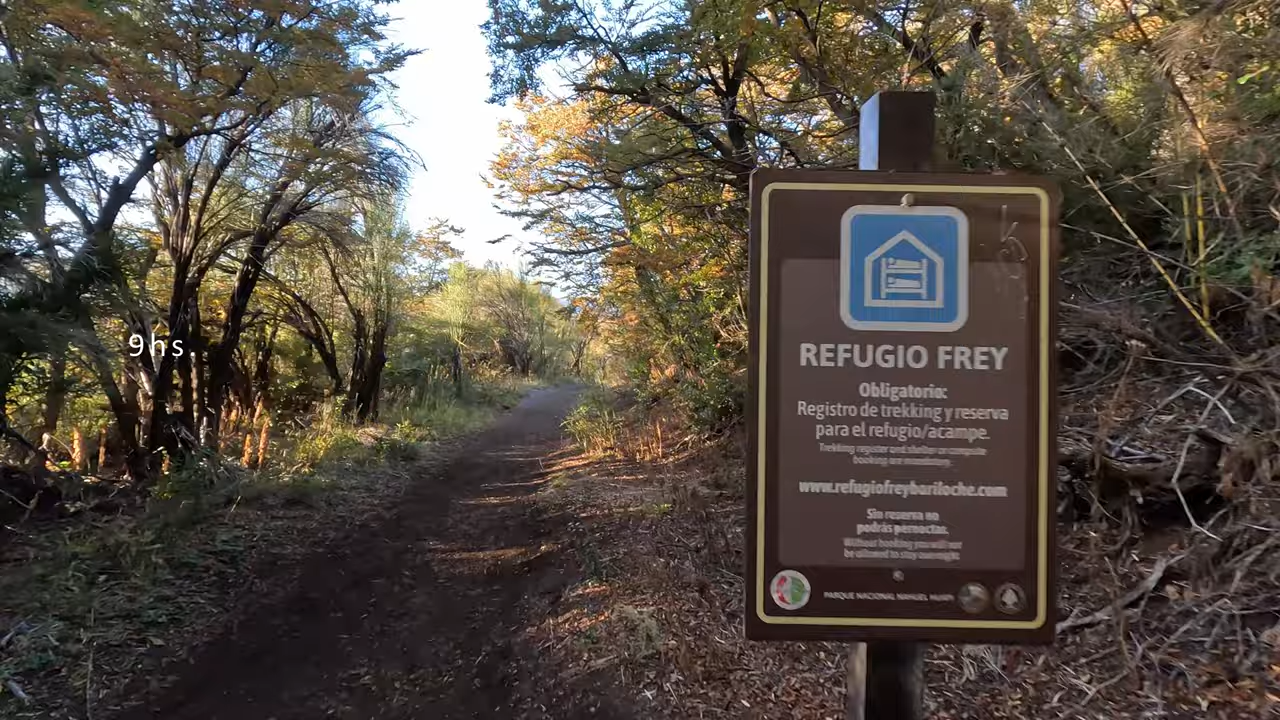 9hs.
REFUGIO FREY
Obligatorio:
Registro de trekking y reserva
para el refugio/acampe.
Trekking register and shelter or campsite
booking are mandatory.
www.refugiofreybariloche.com
Sin reserva no
podrás pernoctar.
Without booking you will not
be allowed to stay overnight.
PARQUE NACIONAL NAHUEL HUAPI